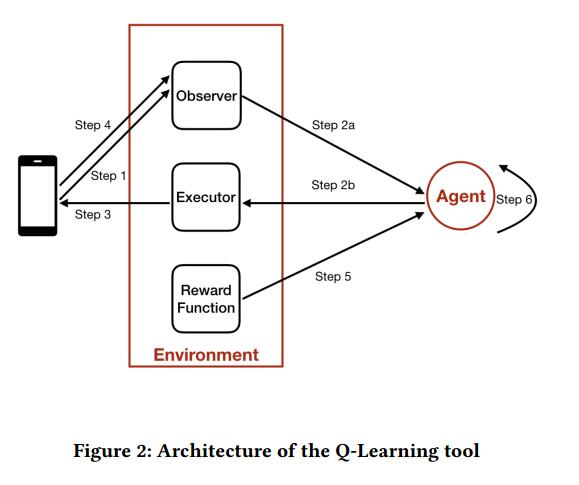 Observer
Step 4
Step 2a
Step 1
Step 2b
Executor
Agent
Step 6
Step 3
Step 5
Reward
Function
Environment
Figure 2: Architecture of the Q-Learning tool